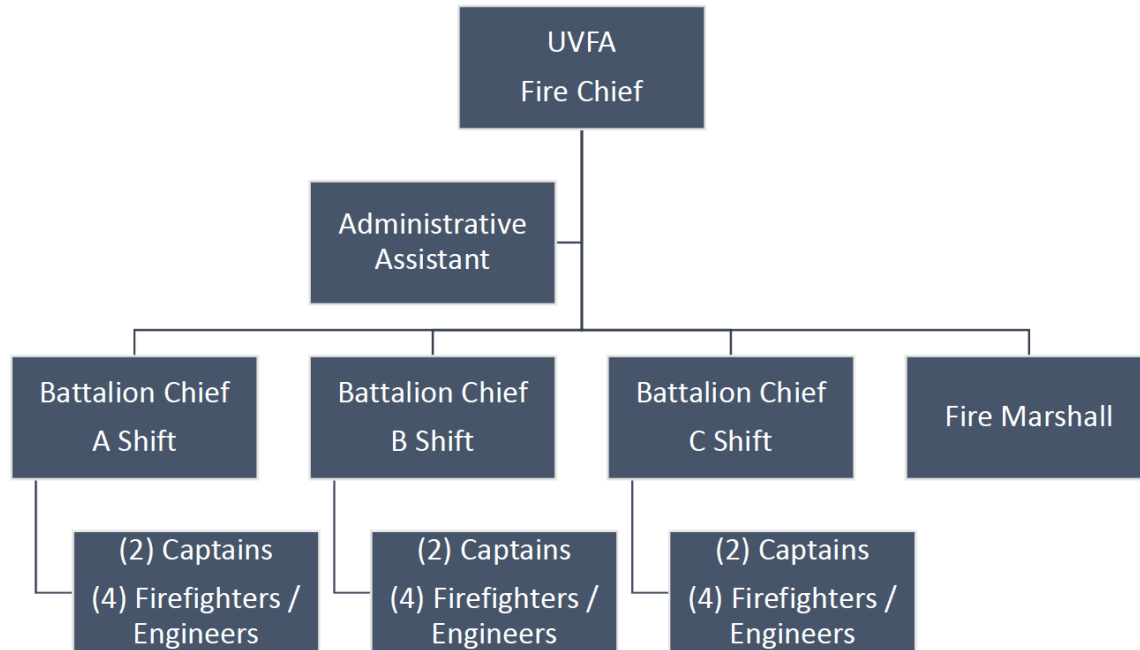 UVFA
Fire Chief
Administrative
Assistant
Battalion Chief
A Shift
Battalion Chief
B Shift
Battalion Chief
C Shift
Fire Marshall
(2) Captains
(4) Firefighters /
Engineers
(2) Captains
(4) Firefighters /
Engineers
(2) Captains
(4) Firefighters /
Engineers